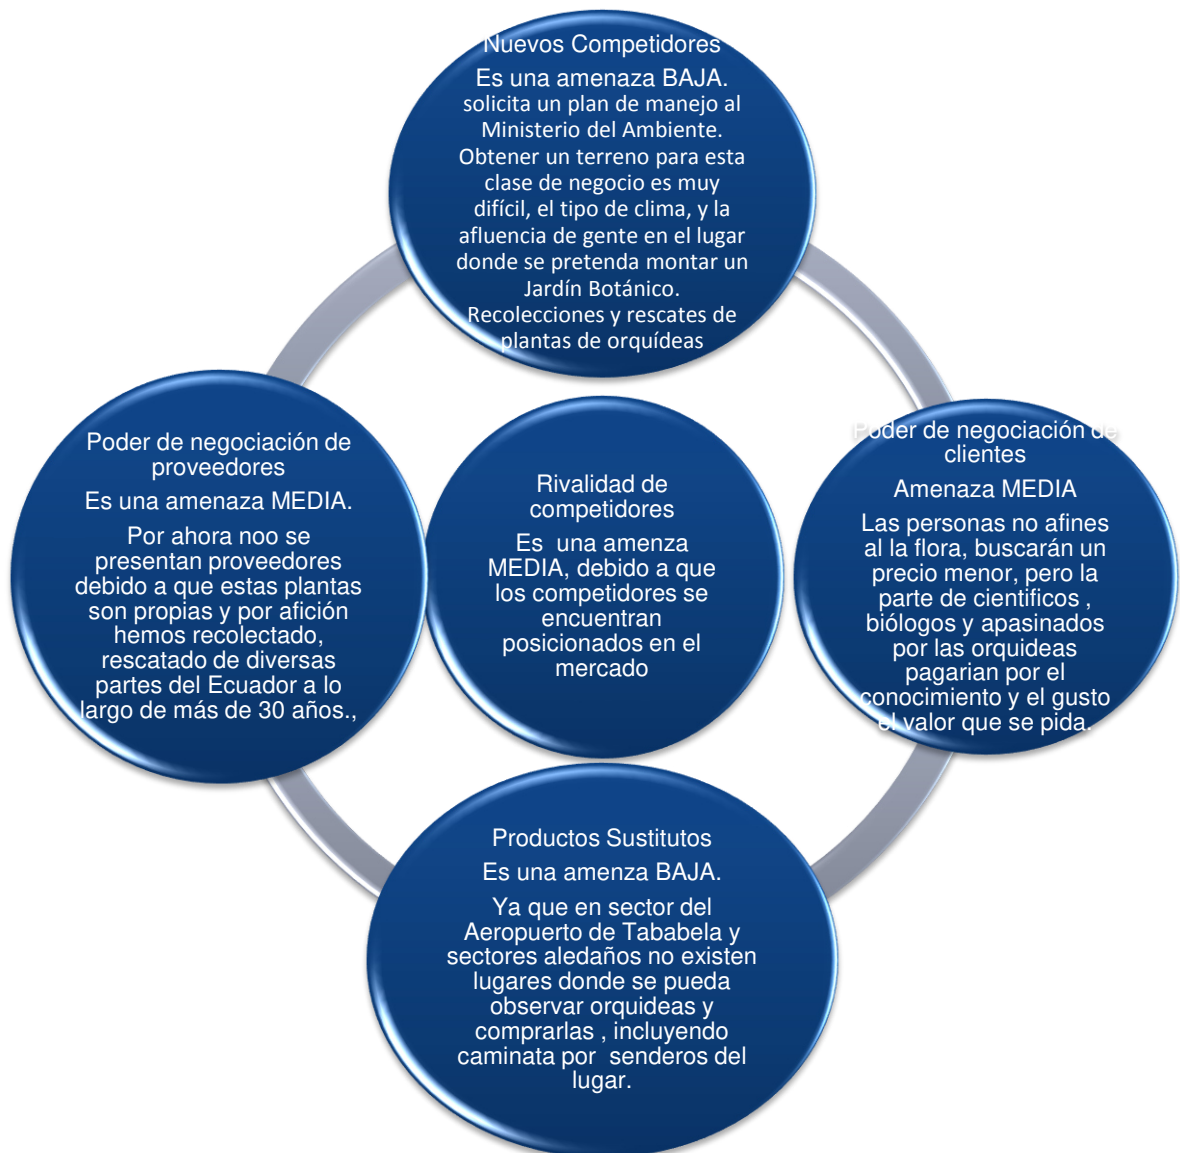 Nuevos Competidores
Es una amenaza BAJA.
solicita un plan de manejo al
Ministerio del Ambiente.
Obtener un terreno para esta
clase de negocio es muy
difícil, el tipo de clima, y la
afluencia de gente en el lugar
donde se pretenda montar un
Jardín Botánico.
Recolecciones y rescates de
plantas de orquídeas
Poder de negociación de
proveedores
Es una amenaza MEDIA.
Por ahora noo se
presentan proveedores
debido a que estas plantas
son propias y por afición
hemos recolectado,
rescatado de diversas
partes del Ecuador a lo
largo de más de 30 años.,
Rivalidad de
competidores
Es una amenza
MEDIA, debido a que
los competidores se
encuentran
posicionados en el
mercado
Poder de negociación de
clientes
Amenaza MEDIA
Las personas no afines
al la flora, buscarán un
precio menor, pero la
parte de cientificos ,
biólogos y apasinados
por las orquideas
pagarian por el
conocimiento y el gusto
el valor que se pida.
Productos Sustitutos
Es una amenza BAJA.
Ya que en sector del
Aeropuerto de Tababela y
sectores aledaños no existen
lugares donde se pueda
observar orquideas y
comprarlas , incluyendo
caminata por senderos del
lugar.